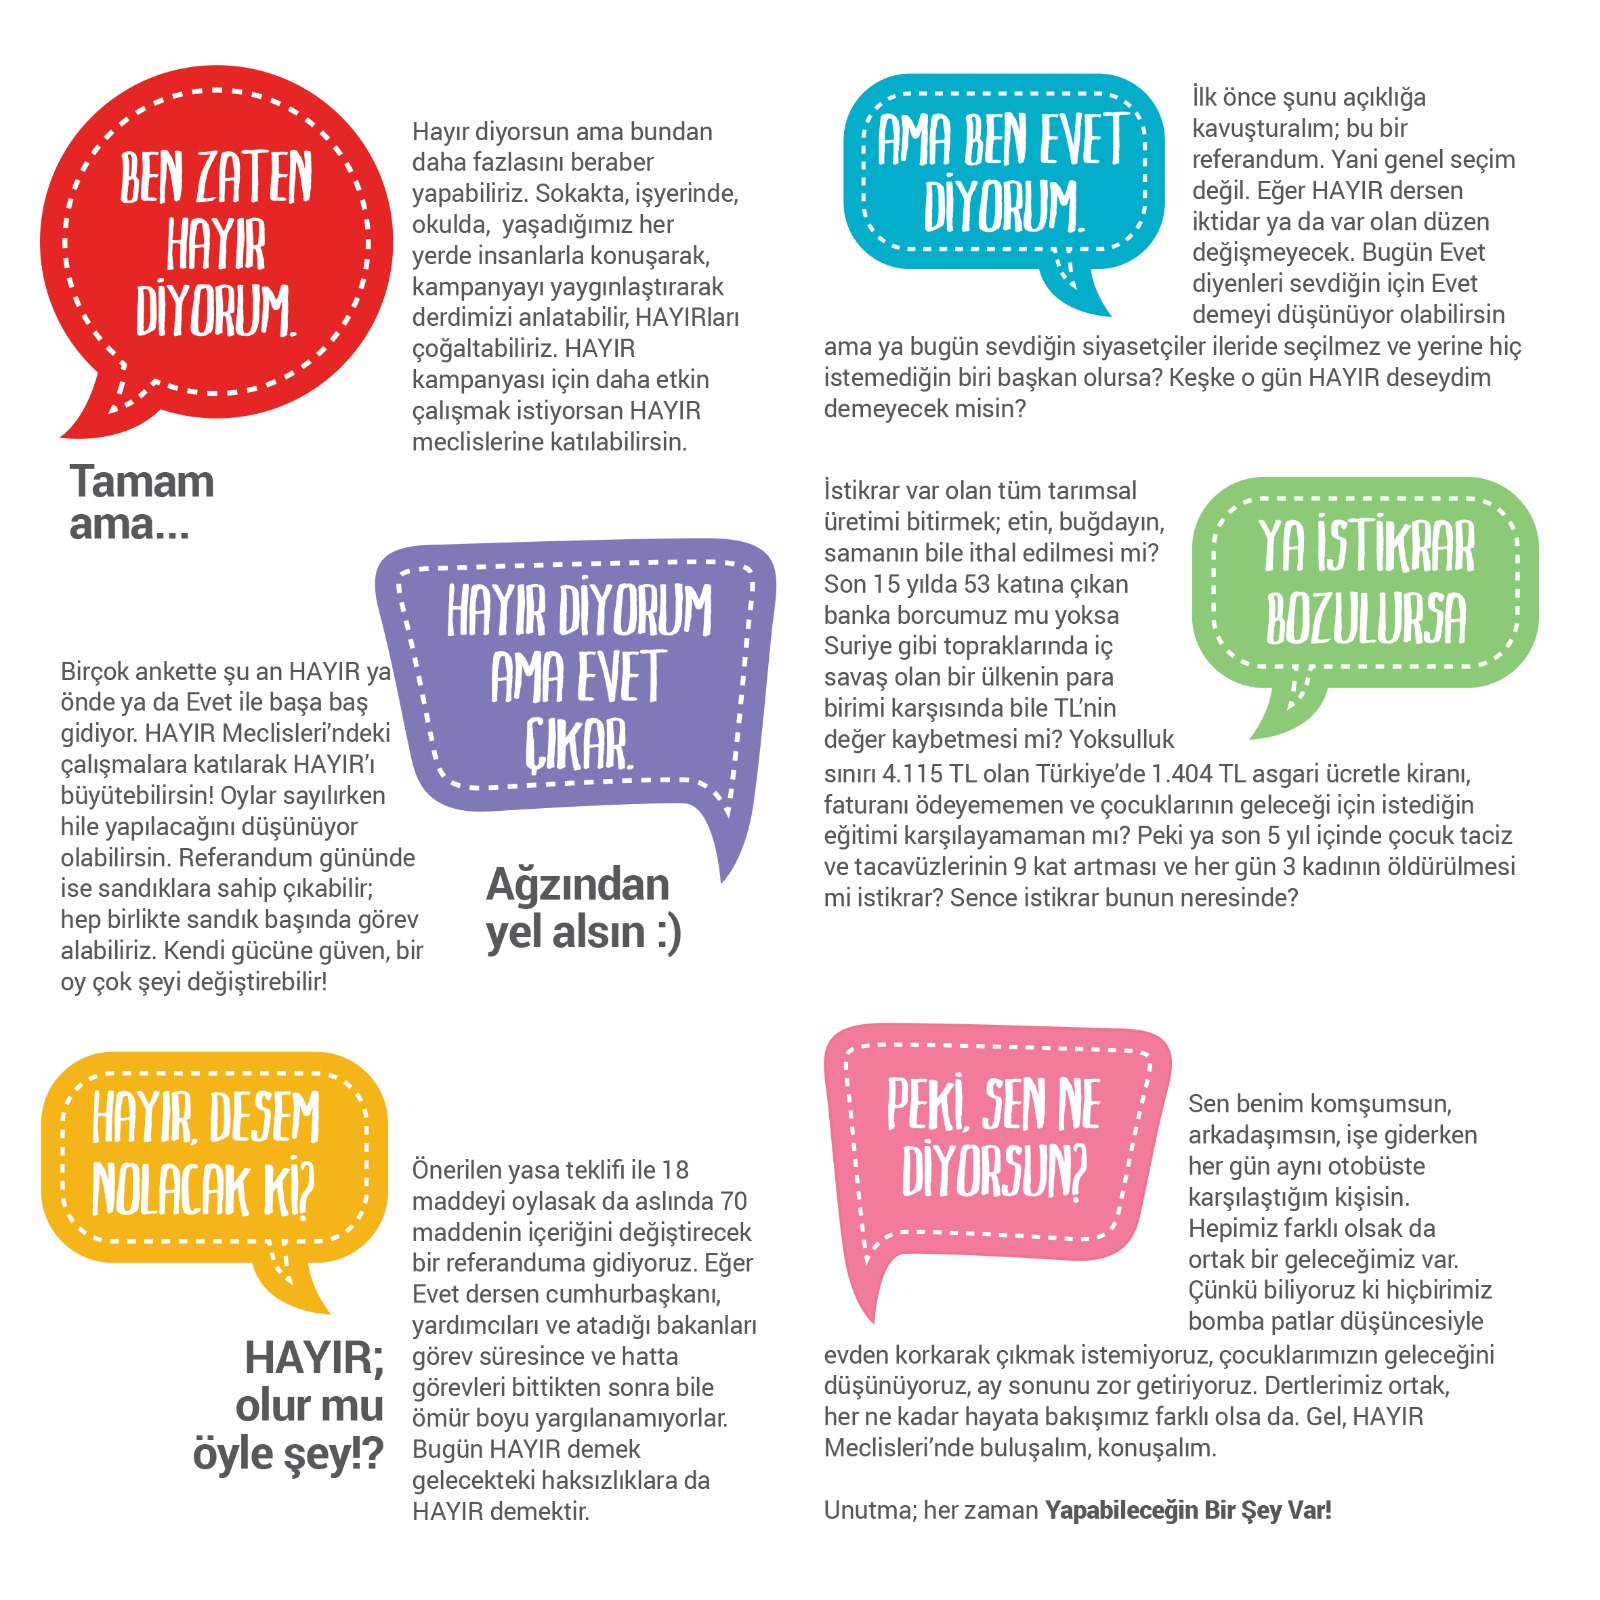 BEN ZATEN
HAYIR
DİYORUM.
Hayır diyorsun ama bundan
daha fazlasını beraber
yapabiliriz. Sokakta, işyerinde,
okulda,  yaşadığımız her
yerde insanlarla konuşarak,
kampanyayı yaygınlaştırarak
derdimizi anlatabilir, HAYIRları
çoğaltabiliriz. HAYIR
kampanyası için daha etkin
çalışmak istiyorsan HAYIR
meclislerine katılabilirsin.
Tamam
ama...
HAYIR DİYORUM
AMA EVET
ÇIKAR.
Birçok ankette şu an HAYIR ya
önde ya da Evet ile başa baş
gidiyor. HAYIR Meclisleri’ndeki
çalışmalara katılarak HAYIR’ı
büyütebilirsin! Oylar sayılırken
hile yapılacağını düşünüyor
olabilirsin. Referandum gününde
ise sandıklara sahip çıkabilir;
hep birlikte sandık başında görev
alabiliriz. Kendi gücüne güven, bir
oy çok şeyi değiştirebilir!
Ağzından
yel alsın :)
HAYIR, DESEM
NOLACAK Kİ?
HAYIR;
olur mu
öyle şey!?
Önerilen yasa teklifi ile 18
maddeyi oylasak da aslında 70
maddenin içeriğini değiştirecek
bir referanduma gidiyoruz. Eğer
Evet dersen cumhurbaşkanı,
yardımcıları ve atadığı bakanları
görev süresince ve hatta
görevleri bittikten sonra bile
ömür boyu yargılanamıyorlar.
Bugün HAYIR demek
gelecekteki haksızlıklara da
HAYIR demektir.
AMA BEN EVET
DİYORUM.
İlk önce şunu açıklığa
kavuşturalım; bu bir
referandum. Yani genel seçim
değil. Eğer HAYIR dersen
iktidar ya da var olan düzen
değişmeyecek. Bugün Evet
diyenleri sevdiğin için Evet
demeyi düşünüyor olabilirsin
ama ya bugün sevdiğin siyasetçiler ileride seçilmez ve yerine hiç
istemediğin biri başkan olursa? Keşke o gün HAYIR deseydim
demeyecek misin?
YA İSTİKRAR
BOZULURSA
İstikrar var olan tüm tarımsal
üretimi bitirmek; etin, buğdayın,
samanın bile ithal edilmesi mi?
Son 15 yılda 53 katına çıkan
banka borcumuz mu yoksa
Suriye gibi topraklarında iç
savaş olan bir ülkenin para
birimi karşısında bile TL’nin
değer kaybetmesi mi? Yoksulluk
sınırı 4.115 TL olan Türkiye’de 1.404 TL asgari ücretle kiranı,
faturanı ödeyememen ve çocuklarının geleceği için istediğin
eğitimi karşılayamaman mı? Peki ya son 5 yıl içinde çocuk taciz
ve tacavüzlerinin 9 kat artması ve her gün 3 kadının öldürülmesi
mi istikrar? Sence istikrar bunun neresinde?
PEKİ, SEN NE
DİYORSUN?
Sen benim komşumsun,
arkadaşımsın, işe giderken
her gün aynı otobüste
karşılaştığım kişisin.
Hepimiz farklı olsak da
ortak bir geleceğimiz var.
Çünkü biliyoruz ki hiçbirimiz
bomba patlar düşüncesiyle
evden korkarak çıkmak istemiyoruz, çocuklarımızın geleceğini
düşünüyoruz, ay sonunu zor getiriyoruz. Dertlerimiz ortak,
her ne kadar hayata bakışımız farklı olsa da. Gel, HAYIR
Meclisleri’nde buluşalım, konuşalım.
Unutma; her zaman Yapabileceğin Bir Şey Var!